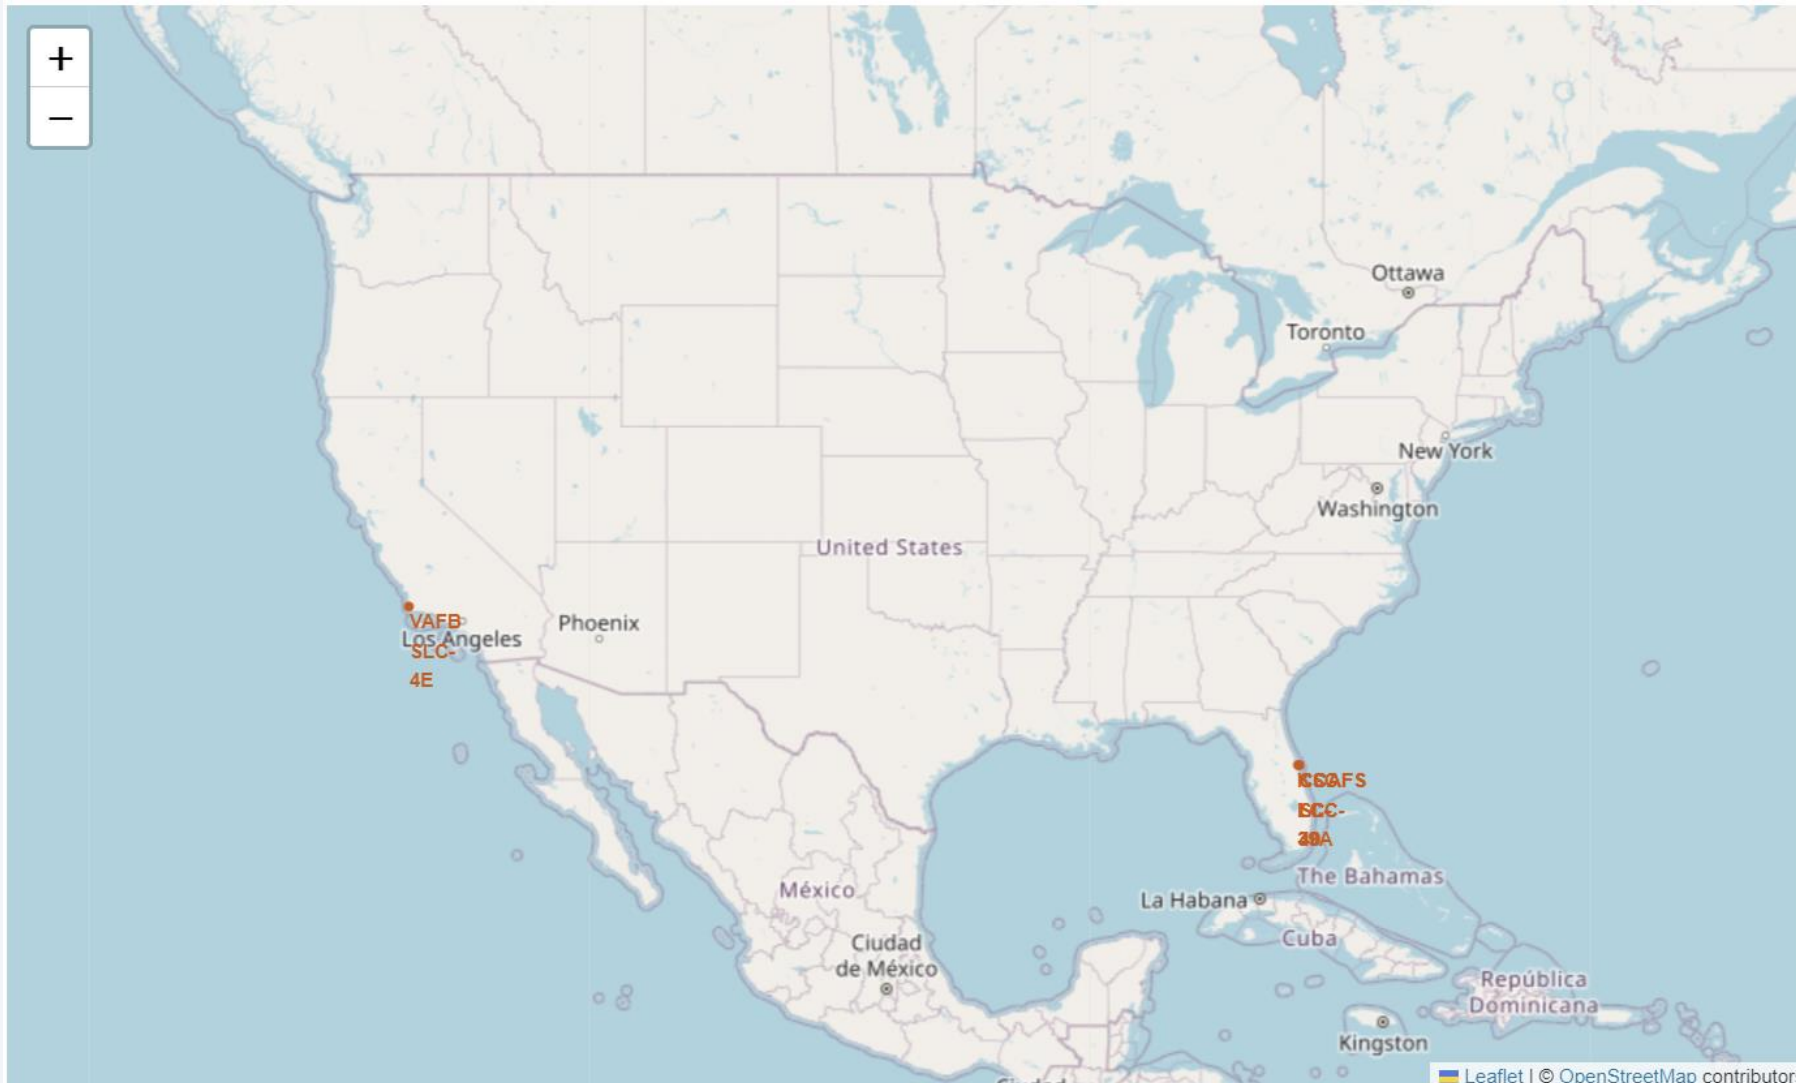 +
−
Ottawa
Toronto
New York
Washington
United States
VAFB
Los Angeles
Phoenix
SLC-
4E
The Bahamas
México
La Habana
Cuba
Ciudad
de México
República
Dominicana
Kingston
Leaflet | © OpenStreetMap contributors